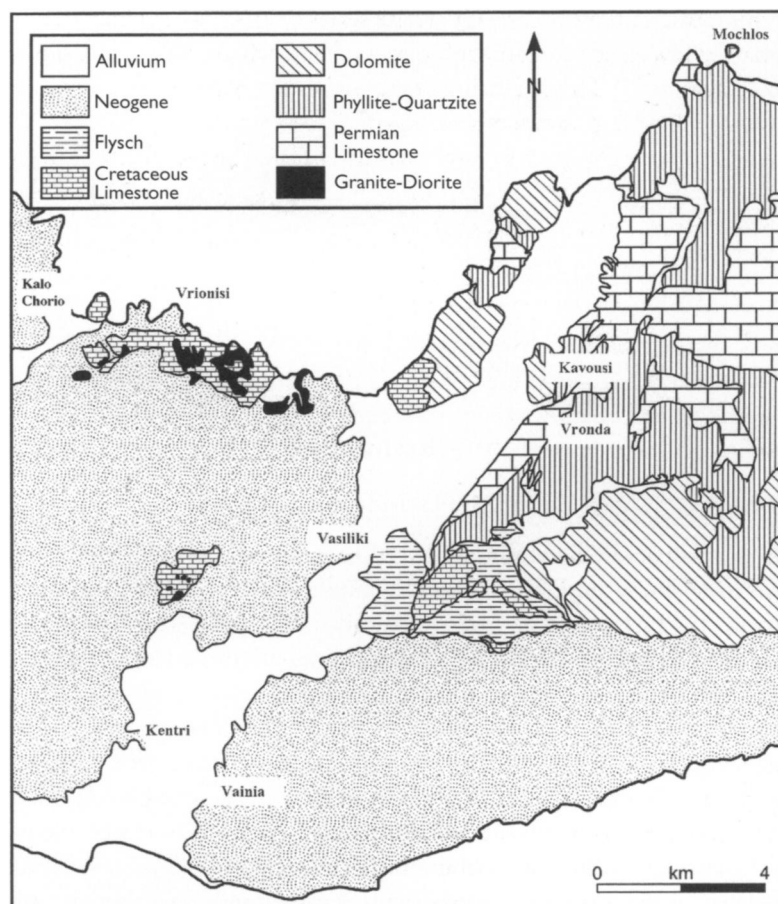 Mochlos
Alluvium
Neogene
Flysch
Cretaceous
Limestone
Dolomite
Phyllite-Quartzite
Permian
Limestone
Granite-Diorite
N
Kalo
Chorio
Vrionisi
Kavousi
Vronda
Vasiliki
Kentri
Vainia
0 km 4